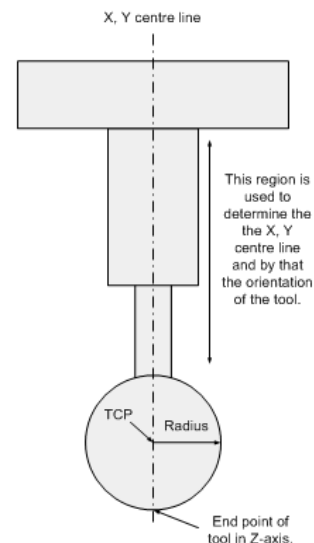 X, Y centre line
This region is
used to
determine the
the X, Y
centre line
and by that
the orientation
of the tool.
TCP
Radius
End point of
tool in Z-axis.